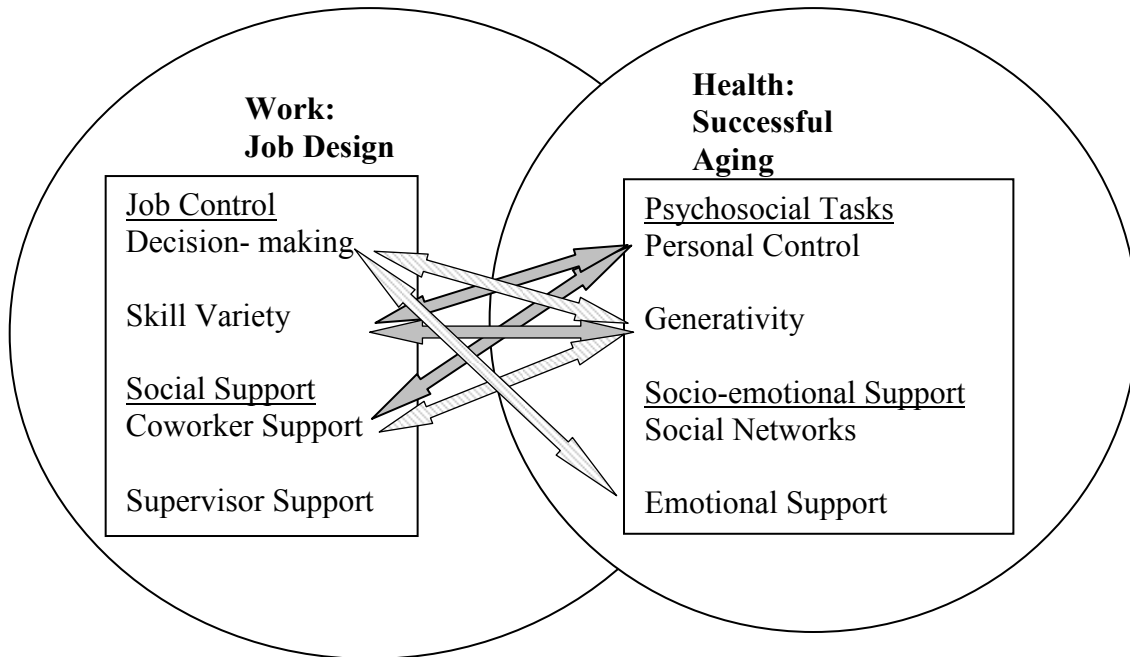 Work:
Job Design
Job Control
Decision- making
Skill Variety
Social Support
Coworker Support
Supervisor Support
Health:
Successful
Aging
Psychosocial Tasks
Personal Control
Generativity
Socio-emotional Support
Social Networks
Emotional Support